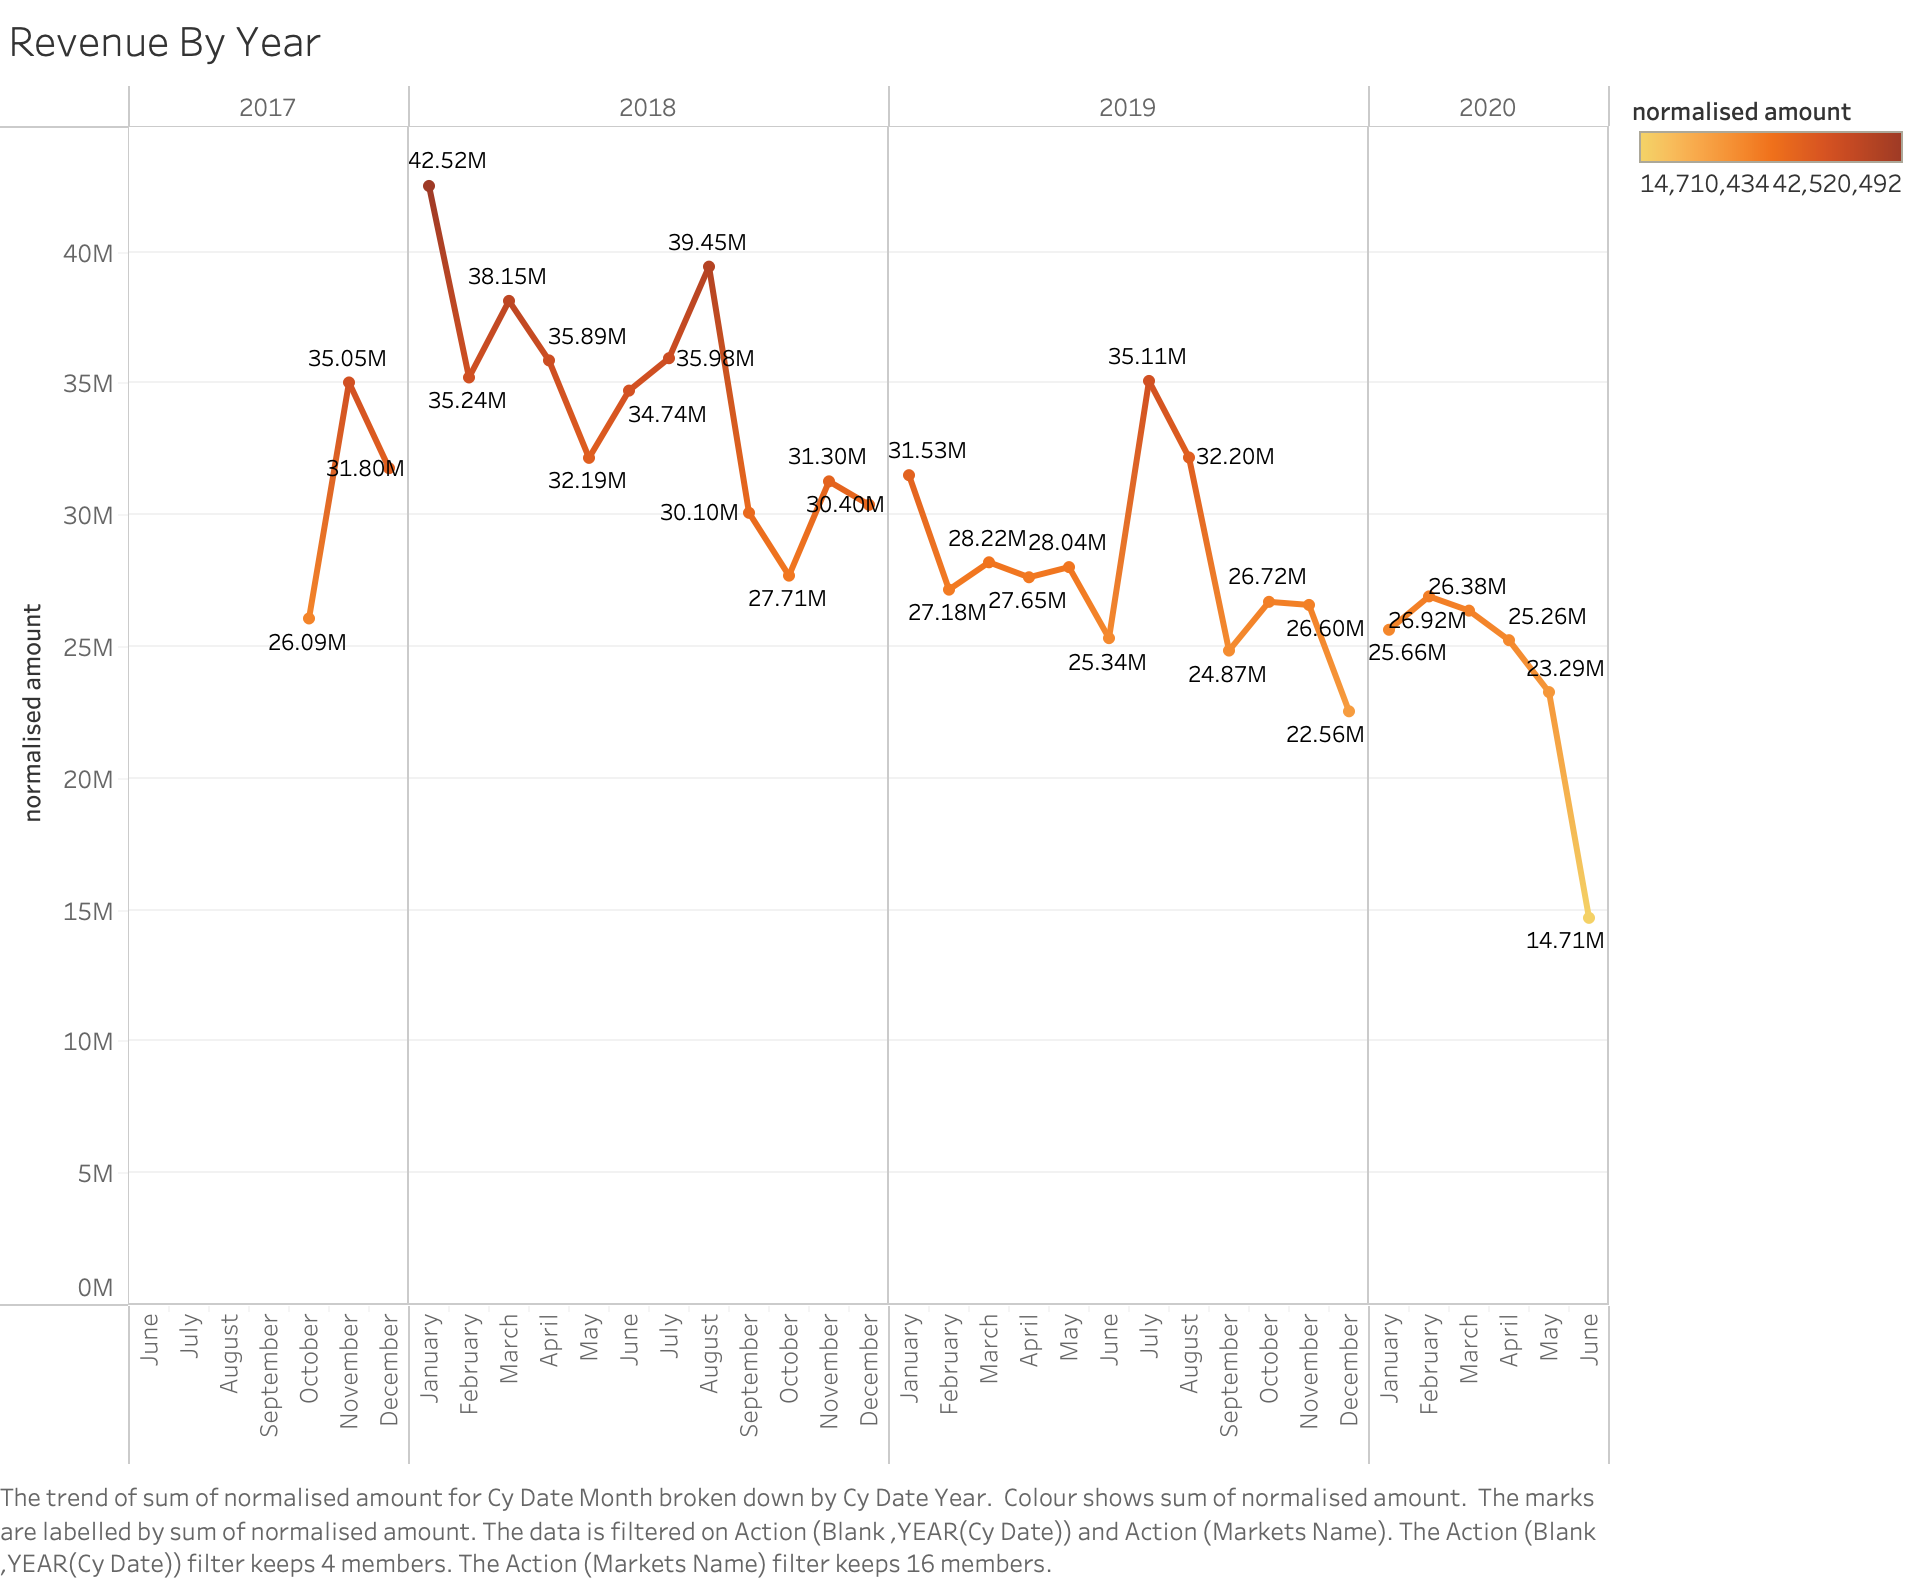 Revenue By Year
2017 2018 2019 2020
normalised amount
14,710,434 42,520,492
normalised amount
40M
35M
30M
25M
20M
15M
10M
5M
0M
26.09M
35.05M
31.80M
42.52M
35.24M
38.15M
35.89M
32.19M
34.74M
35.98M
39.45M
30.10M
27.71M
31.30M
30.40M
31.53M
27.18M
28.22M
27.65M
28.04M
25.34M
35.11M
32.20M
24.87M
26.72M
26.60M
22.56M
25.66M
26.92M
26.38M
25.26M
23.29M
14.71M
June
July
August
September
October
November
December
January
February
March
April
May
June
July
August
September
October
November
December
January
February
March
April
May
June
July
August
September
October
November
December
January
February
March
April
May
June
The trend of sum of normalised amount for Cy Date Month broken down by Cy Date Year.  Colour shows sum of normalised amount.  The marks
are labelled by sum of normalised amount. The data is filtered on Action (Blank ,YEAR(Cy Date)) and Action (Markets Name). The Action (Blank
,YEAR(Cy Date)) filter keeps 4 members. The Action (Markets Name) filter keeps 16 members.